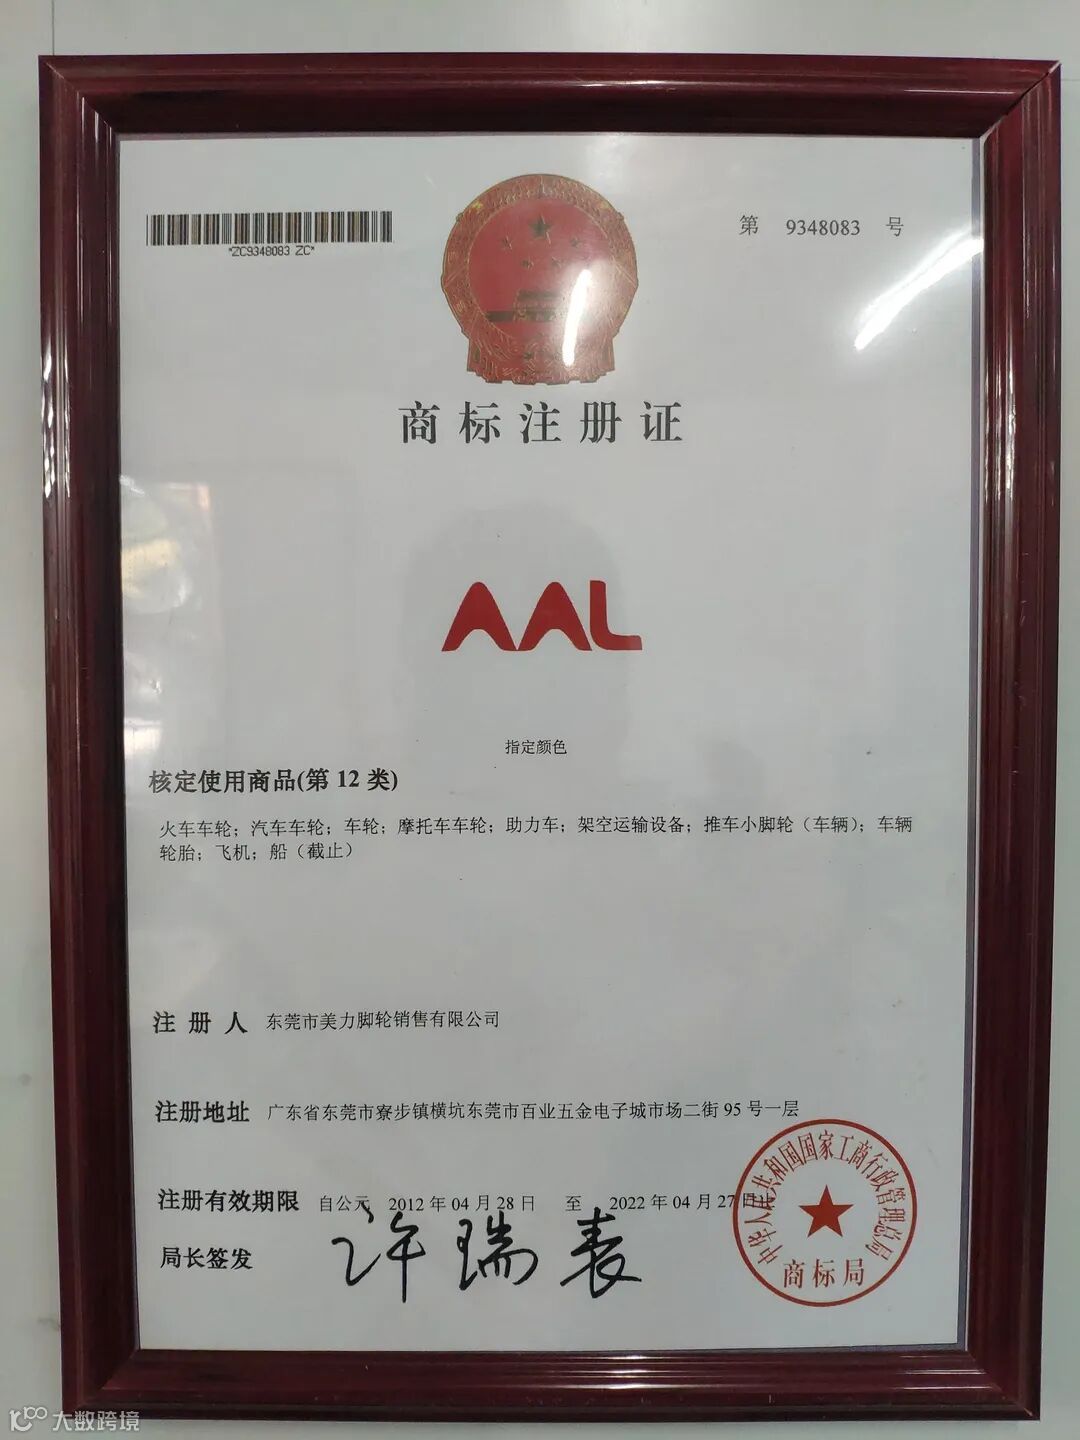 *ZC9348083 ZC*
第 9348083 号
商标注册证
AAL
指定颜色
核定使用商品(第 12 类)
火车车轮；汽车车轮；车轮；摩托车车轮；助力车；架空运输设备；推车小脚轮（车辆）；车辆
轮胎；飞机；船（截止）
注册人 东莞市美力脚轮销售有限公司
注册地址 广东省东莞市寮步镇横坑东莞市百业五金电子城市场二街 95 号一层
注册有效期限 自公元 2012 年 04 月 28 日 至 2022 年 04 月 27 日止
局长签发 许瑞表
中华人民共和国国家工商行政管理总局
商标局
大数跨境